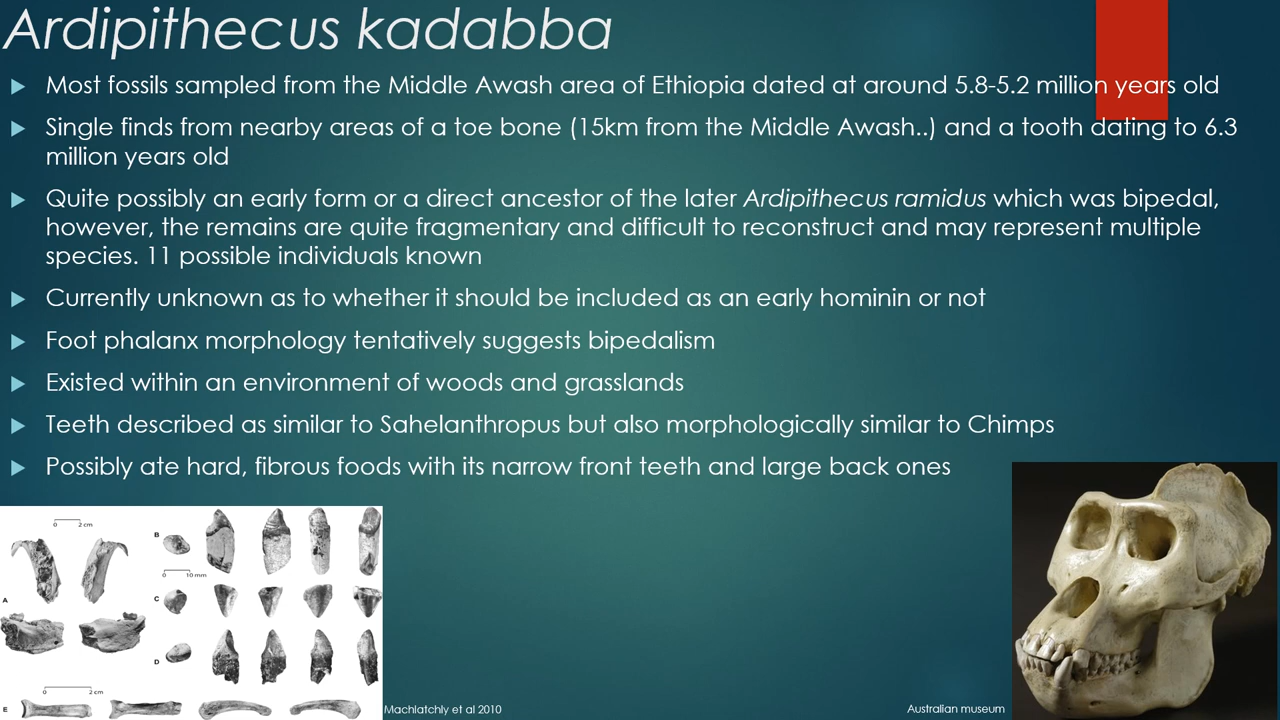 Ardipithecus kadabba
Most fossils sampled from the Middle Awash area of Ethiopia dated at around 5.8-5.2 million years old
Single finds from nearby areas of a toe bone (15km from the Middle Awash..) and a tooth dating to 6.3
million years old
Quite possibly an early form or a direct ancestor of the later Ardipithecus ramidus which was bipedal,
however, the remains are quite fragmentary and difficult to reconstruct and may represent multiple
species. 11 possible individuals known
Currently unknown as to whether it should be included as an early hominin or not
Foot phalanx morphology tentatively suggests bipedalism
Existed within an environment of woods and grasslands
Teeth described as similar to Sahelanthropus but also morphologically similar to Chimps
Possibly ate hard, fibrous foods with its narrow front teeth and large back ones
0 2 cm
B
0 10 mm
A
C
D
0 2 cm
E
Machlatchly et al 2010
Australian museum